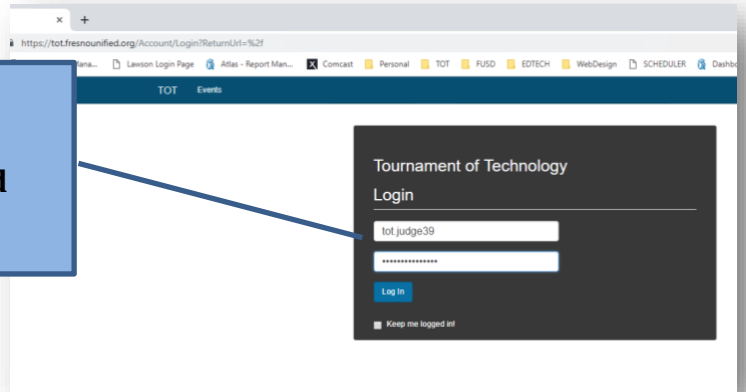 × +
https://tot.fresnounified.org/Account/Login?ReturnUrl=%2f
Lawson Login Page Atlas - Report Man... X Comcast Personal TOT FUSD EDTECH WebDesign SCHEDULER
TOT Events
Tournament of Technology
Login
tot.judge39
•••••••••••••••
Log In
Keep me logged in!